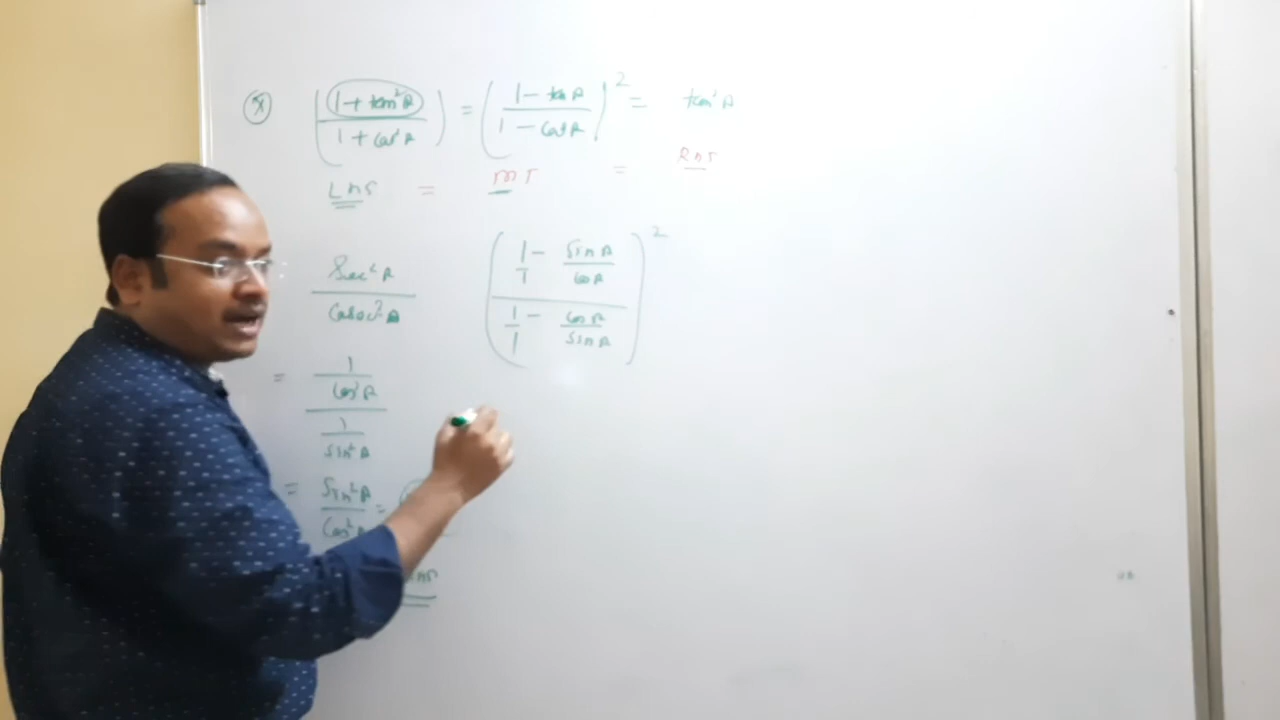 (x) ((1 + tan²A)/(1 + cot²A)) = ((1 - tan A)/(1 - cot A))² = tan²A
LHS = MT = RHS
sec²A / cosec²A
((1/1 - sin A/cos A)/(1/1 - cos A/sin A))²
= (1/cos²A)/(1/sin²A)
= sin²A/cos²A =